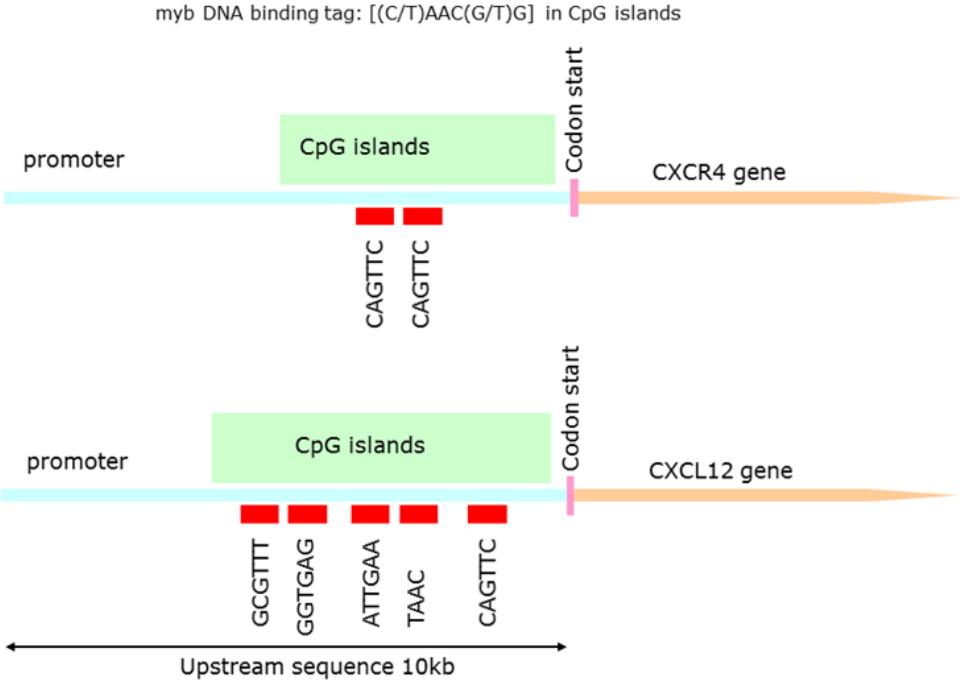 myb DNA binding tag: [(C/T)AAC(G/T)G] in CpG islands
Codon start
CpG islands
promoter
CXCR4 gene
CAGTTC
CAGTTC
Codon start
CpG islands
promoter
CXCL12 gene
GCGTTT
GGTGAG
ATTGAA
TAAC
CAGTTC
Upstream sequence 10kb